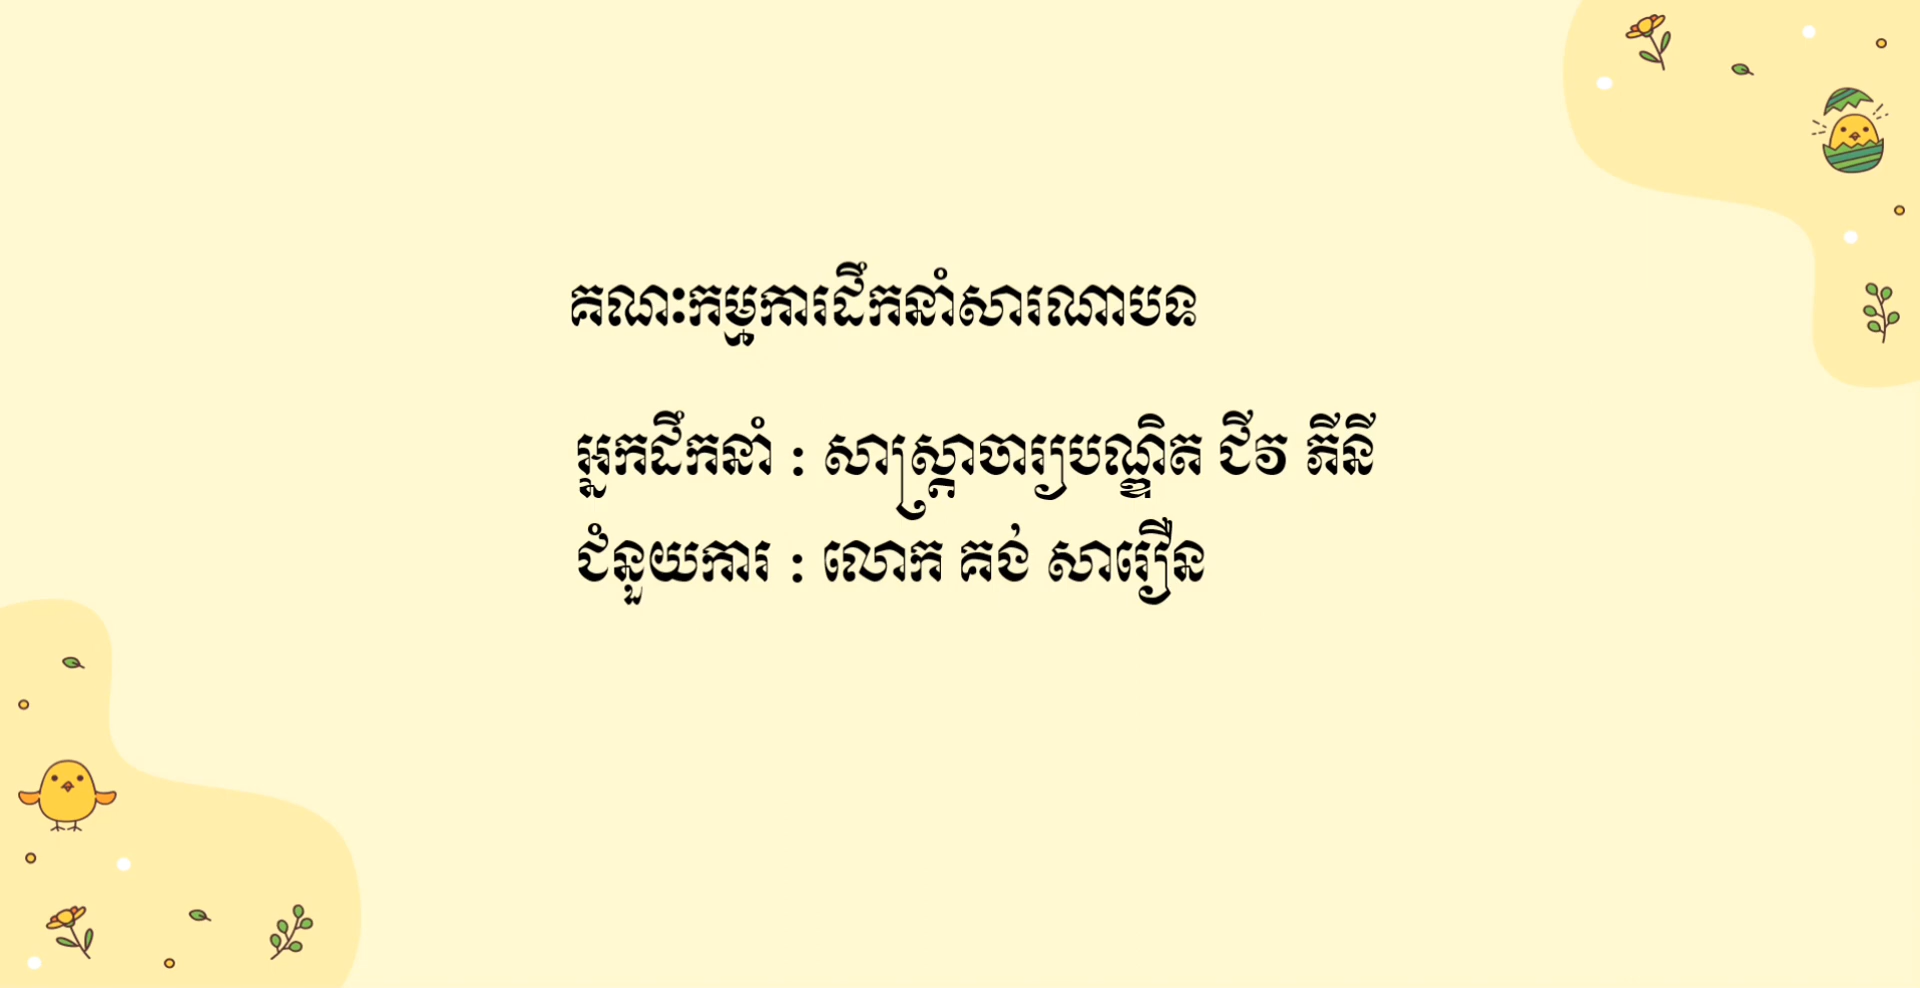 គណៈកម្មការដឹកនាំសារណាបទ
អ្នកដឹកនាំ : សាស្ត្រាចារ្យបណ្ឌិត ជីវ ភីនី
ជំនួយការ : លោក គង់ សារឿន